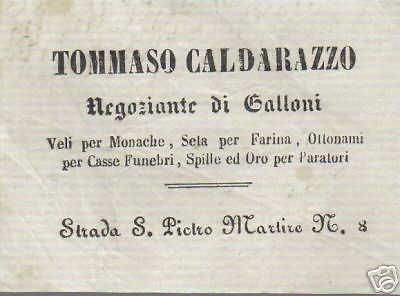 TOMMASO CALDARAZZO
Negoziante di Galloni
Veli per Monache, Seta per Farina, Ottonami
per Casse Funebri, Spille ed Oro per Paratori
Strada S. Pietro Martire N. 8
eb